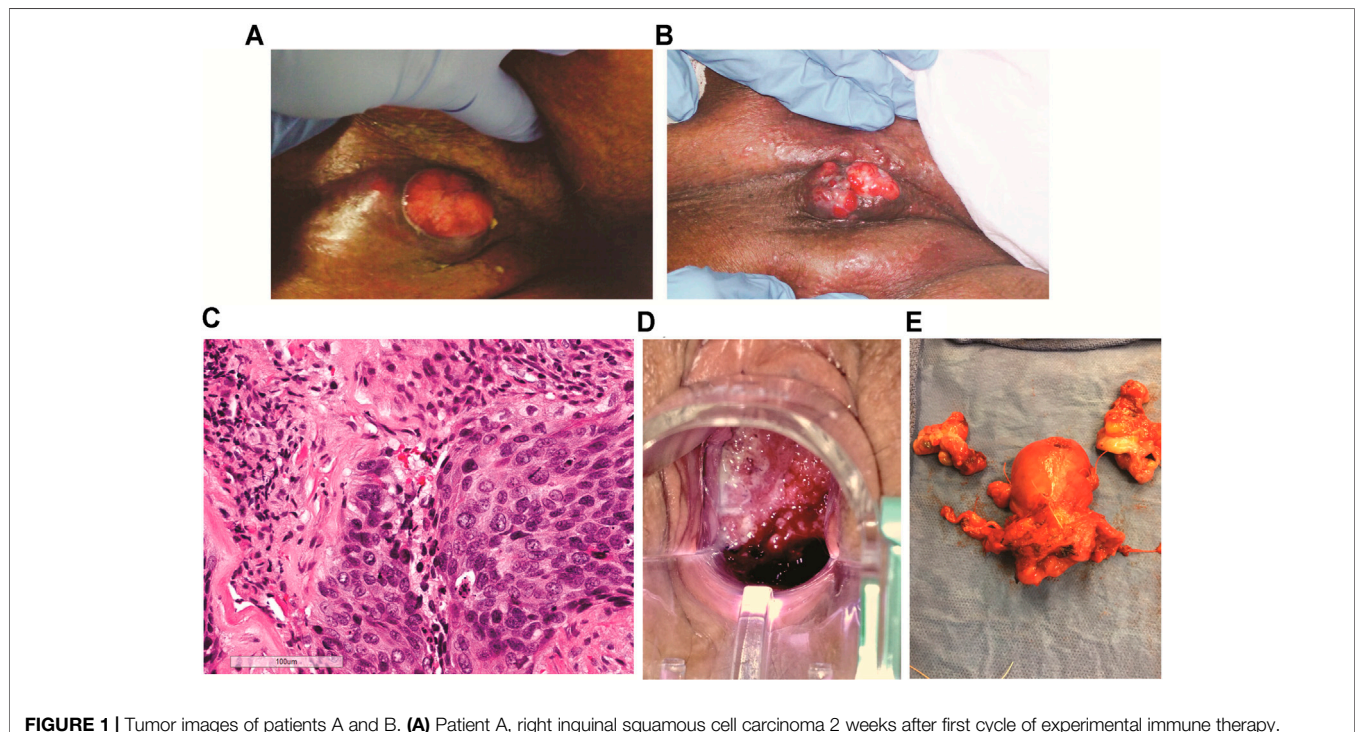 A
B
C
D
E
100um
FIGURE 1 | Tumor images of patients A and B. (A) Patient A, right inguinal squamous cell carcinoma 2 weeks after first cycle of experimental immune therapy.